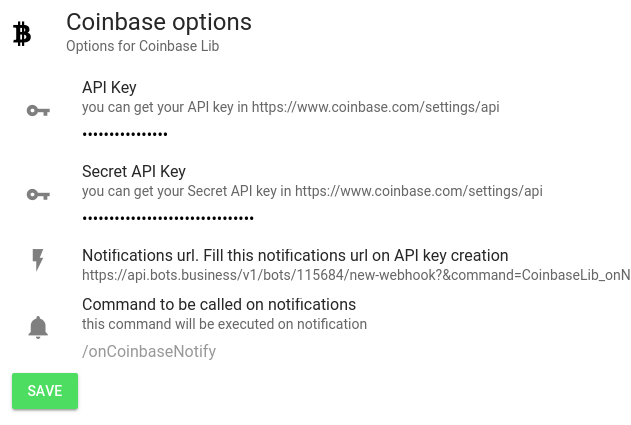 Coinbase options
Options for Coinbase Lib
API Key
you can get your API key in https://www.coinbase.com/settings/api
••••••••••••••••
Secret API Key
you can get your Secret API key in https://www.coinbase.com/settings/api
••••••••••••••••••••••••••••••••
Notifications url. Fill this notifications url on API key creation
https://api.bots.business/v1/bots/115684/new-webhook?&command=CoinbaseLib_onN
Command to be called on notifications
this command will be executed on notification
/onCoinbaseNotify
SAVE